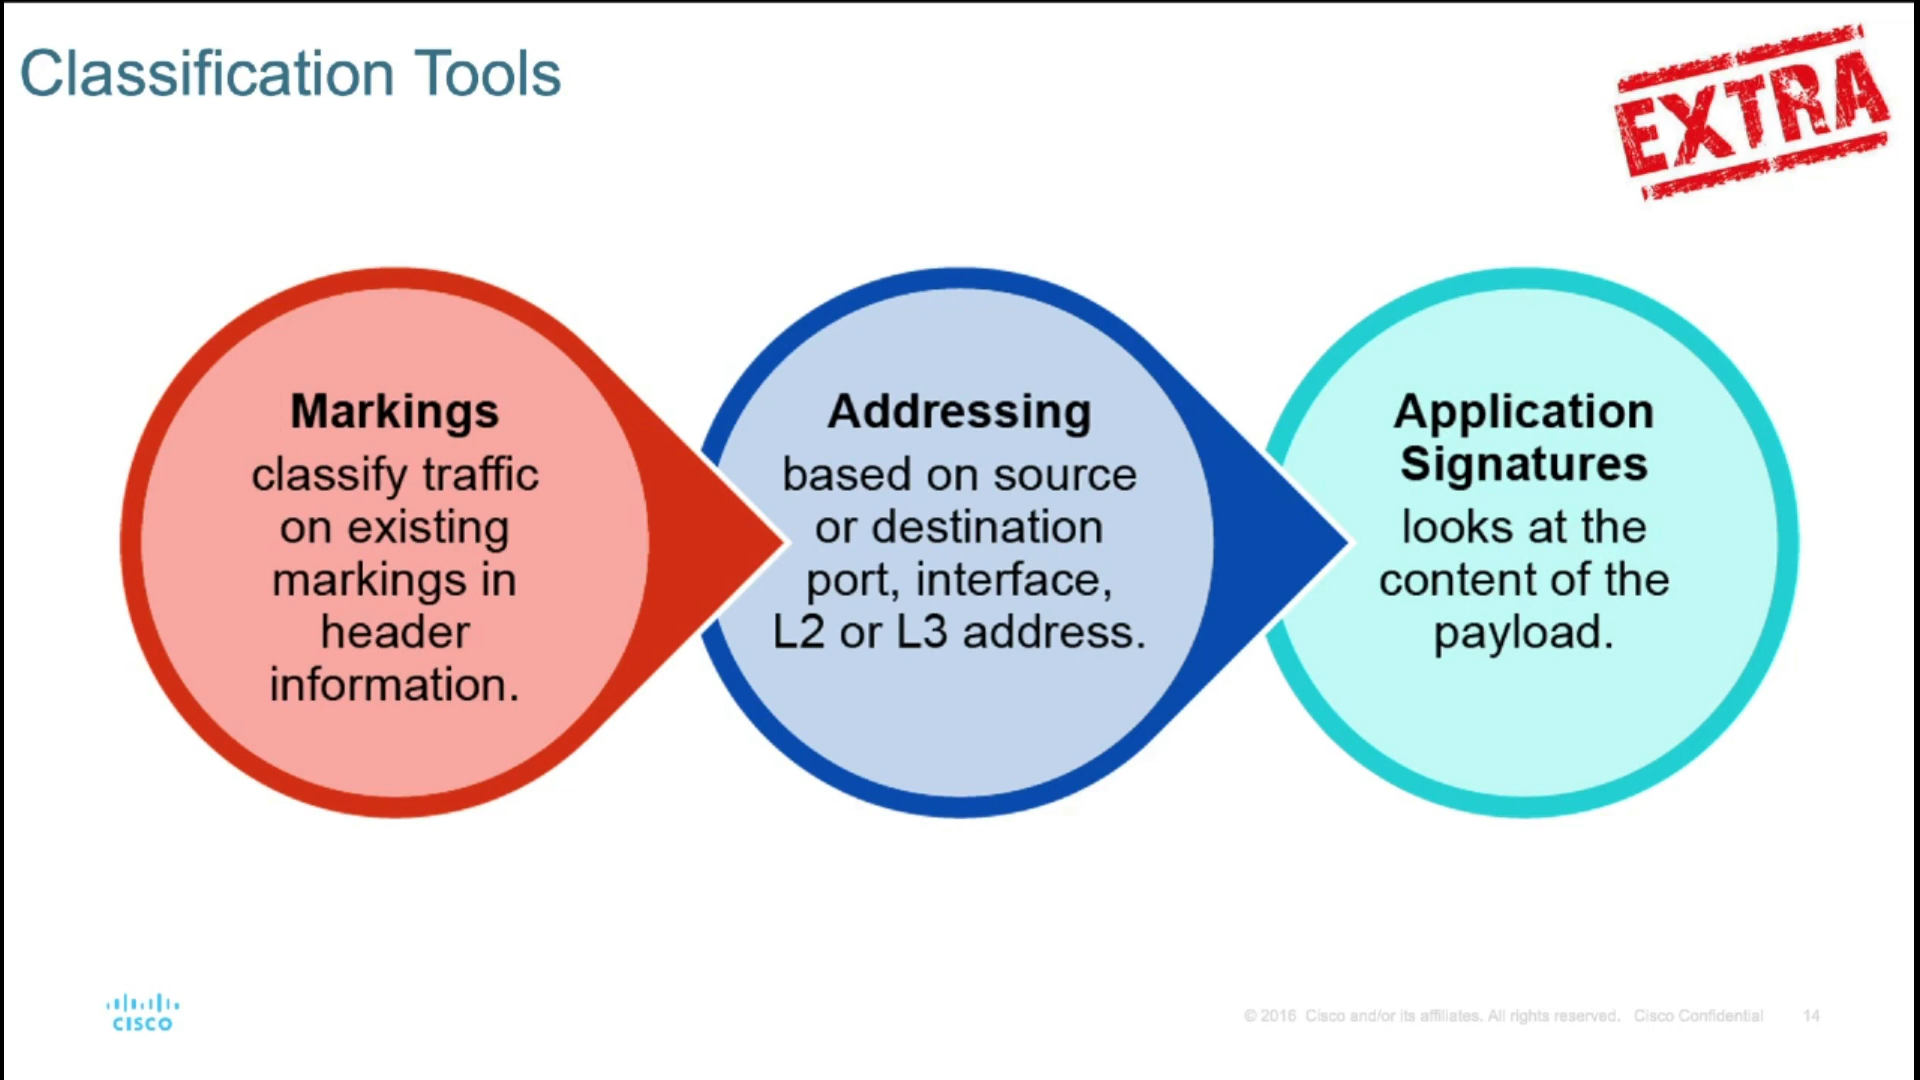 Classification Tools
EXTRA
Markings
classify traffic
on existing
markings in
header
information.
Addressing
based on source
or destination
port, interface,
L2 or L3 address.
Application
Signatures
looks at the
content of the
payload.
CISCO
© 2016 Cisco and/or its affiliates. All rights reserved. Cisco Confidential 14